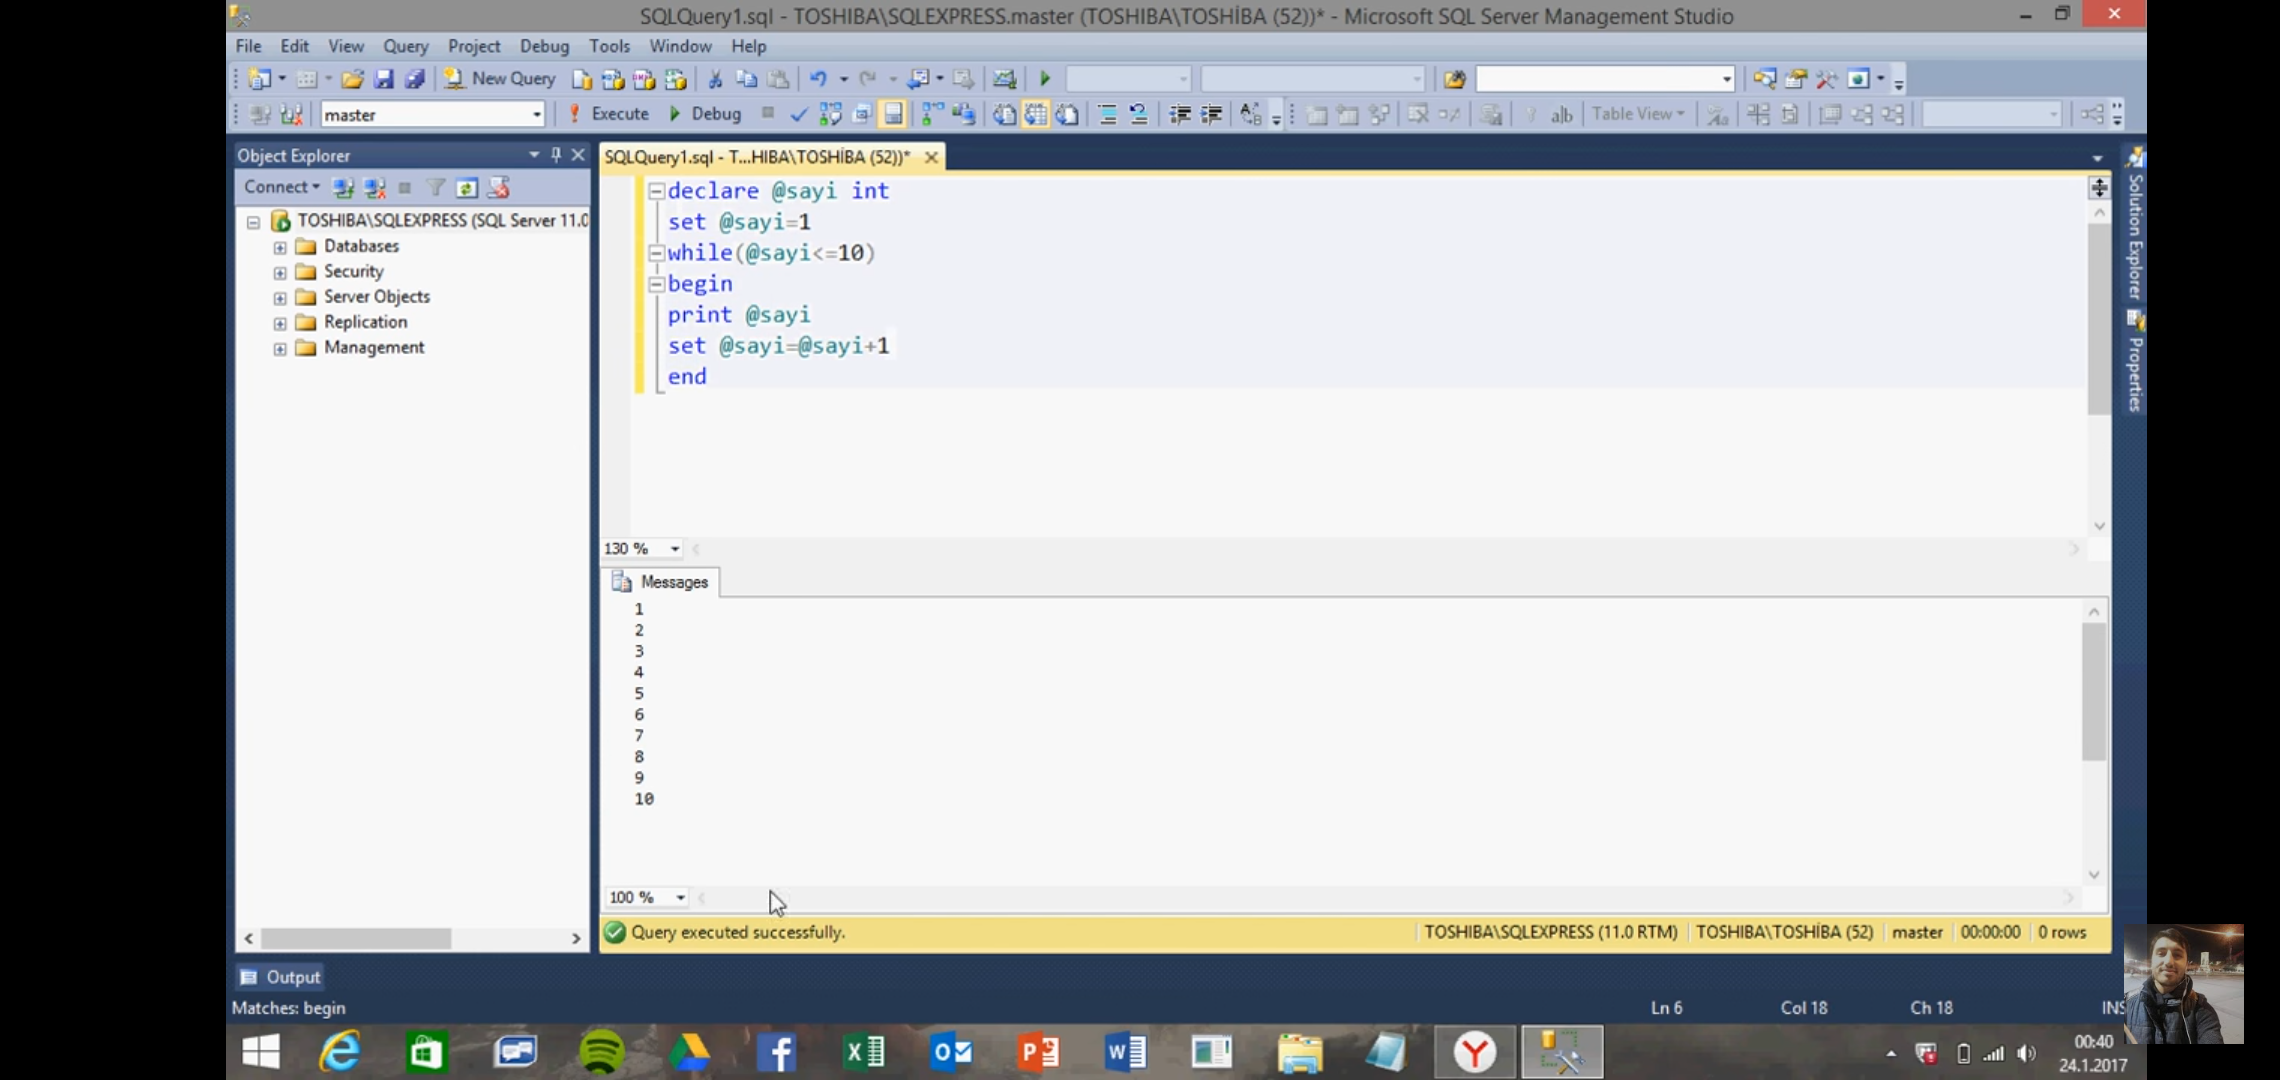 SQLQuery1.sql - TOSHIBA\SQLEXPRESS.master (TOSHIBA\TOSHİBA (52))* - Microsoft SQL Server Management Studio
File Edit View Query Project Debug Tools Window Help
New Query
master Execute Debug Table View
Object Explorer
Connect
TOSHIBA\SQLEXPRESS (SQL Server 11.0
Databases
Security
Server Objects
Replication
Management
SQLQuery1.sql - T...HIBA\TOSHİBA (52))*
declare @sayi int
set @sayi=1
while(@sayi<=10)
begin
print @sayi
set @sayi=@sayi+1
end
130 %
Messages
1
2
3
4
5
6
7
8
9
10
100 %
Query executed successfully. TOSHIBA\SQLEXPRESS (11.0 RTM) TOSHIBA\TOSHİBA (52) master 00:00:00 0 rows
Solution Explorer
Properties
Output
Matches: begin Ln 6 Col 18 Ch 18 INS
00:40
24.1.2017